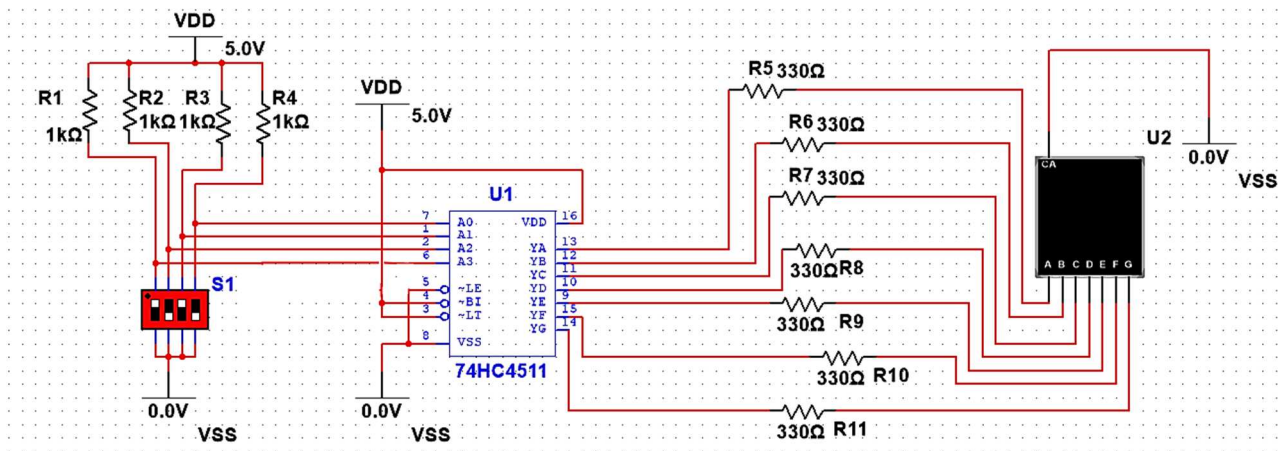 VDD
5.0V
R1
1kΩ
R2
1kΩ
R3
1kΩ
R4
1kΩ
S1
0.0V
VSS
VDD
5.0V
U1
7 A0 VDD 16
1 A1
2 A2 YA 13
6 A3 YB 12
YC 11
5 ~LE YD 10
4 ~BI YE 9
3 ~LT YF 15
YG 14
8 VSS
74HC4511
0.0V
VSS
R5 330Ω
R6 330Ω
R7 330Ω
330Ω R8
330Ω R9
330Ω R10
330Ω R11
U2
CA
A B C D E F G
0.0V
VSS